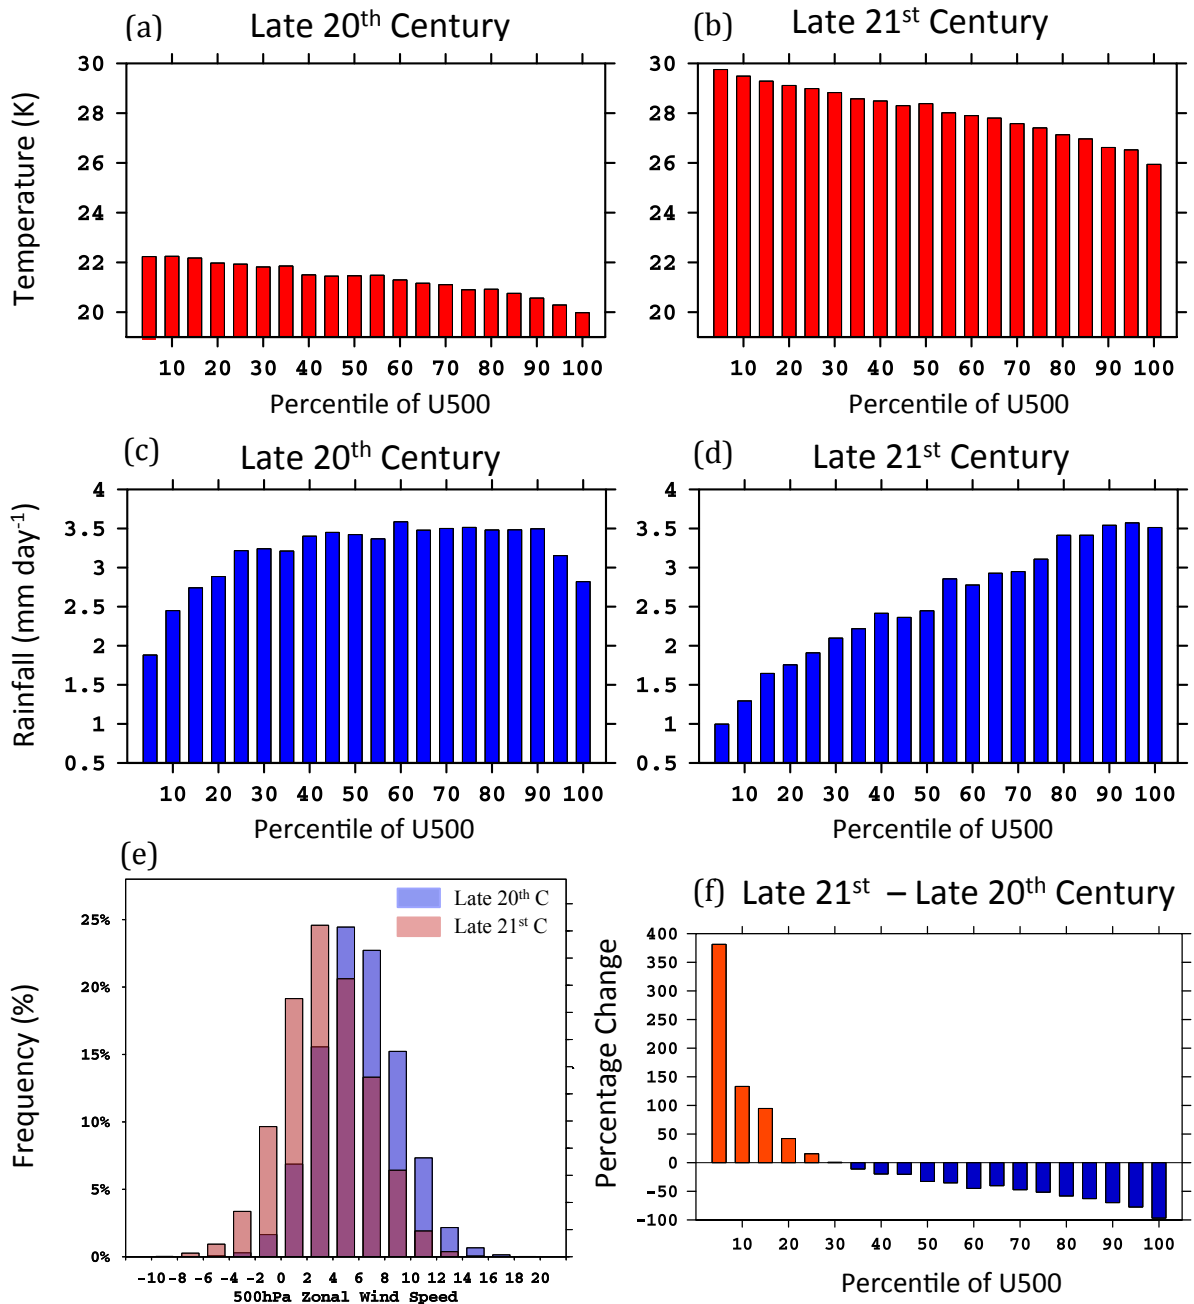 (a) Late 20th Century
(b) Late 21st Century
Temperature (K)
30
28
26
24
22
20
10 20 30 40 50 60 70 80 90 100
Percentile of U500
30
28
26
24
22
20
10 20 30 40 50 60 70 80 90 100
Percentile of U500
(c) Late 20th Century
(d) Late 21st Century
Rainfall (mm day-1)
4
3.5
3
2.5
2
1.5
1
0.5
10 20 30 40 50 60 70 80 90 100
Percentile of U500
4
3.5
3
2.5
2
1.5
1
0.5
10 20 30 40 50 60 70 80 90 100
Percentile of U500
(e)
Late 20th C
Late 21st C
Frequency (%)
25%
20%
15%
10%
5%
0%
-10 -8 -6 -4 -2 0 2 4 6 8 10 12 14 16 18 20
500hPa Zonal Wind Speed
(f) Late 21st – Late 20th Century
Percentage Change
400
350
300
250
200
150
100
50
0
-50
-100
10 20 30 40 50 60 70 80 90 100
Percentile of U500